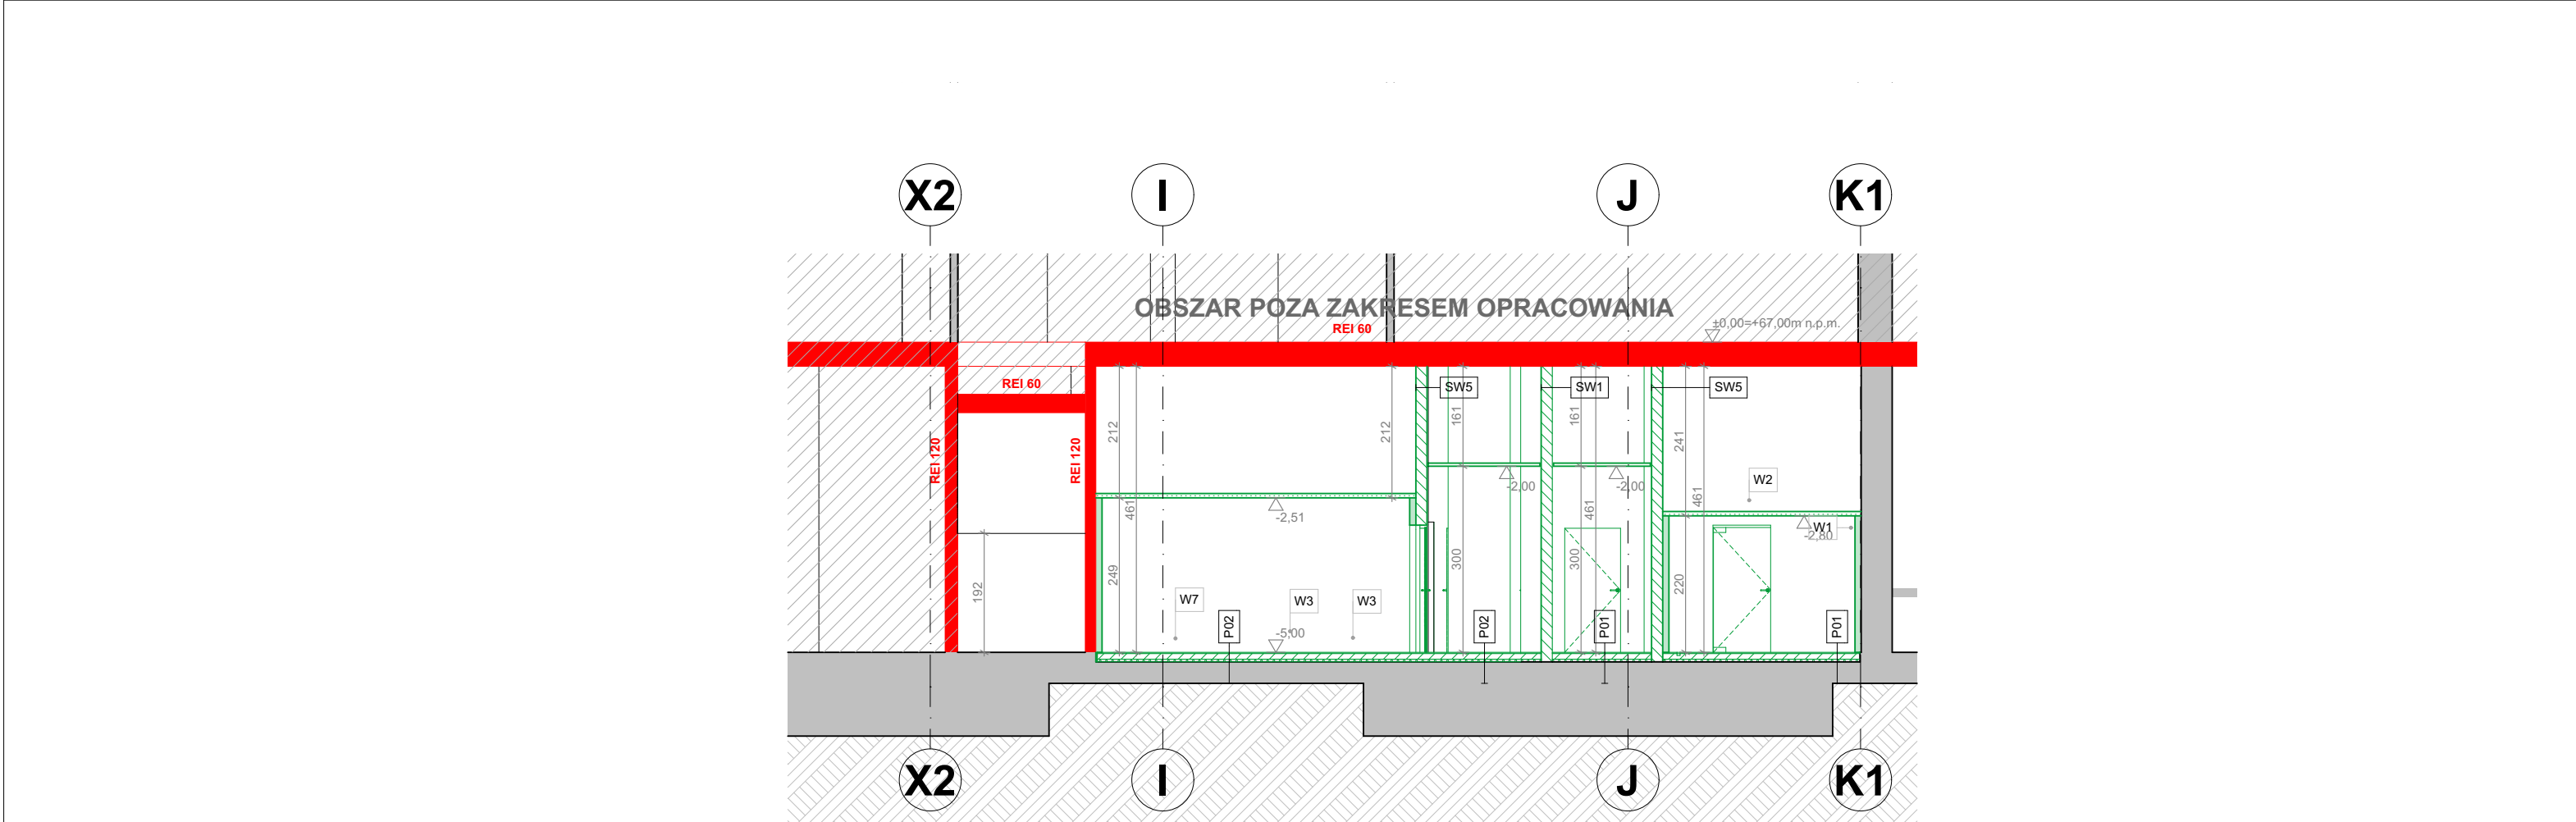 X2
I
J
K1
OBSZAR POZA ZAKRESEM OPRACOWANIA
±0,00=+67,00m n.p.m.
REI 60
REI 60
SW5
SW1
SW5
REI 120
REI 120
212
461
212
161
161
461
241
461
W2
-2,00
-2,00
-2,51
W1
-2,80
192
249
300
300
220
W7
W3
W3
-5,00
P02
P02
P01
P01
X2
I
J
K1